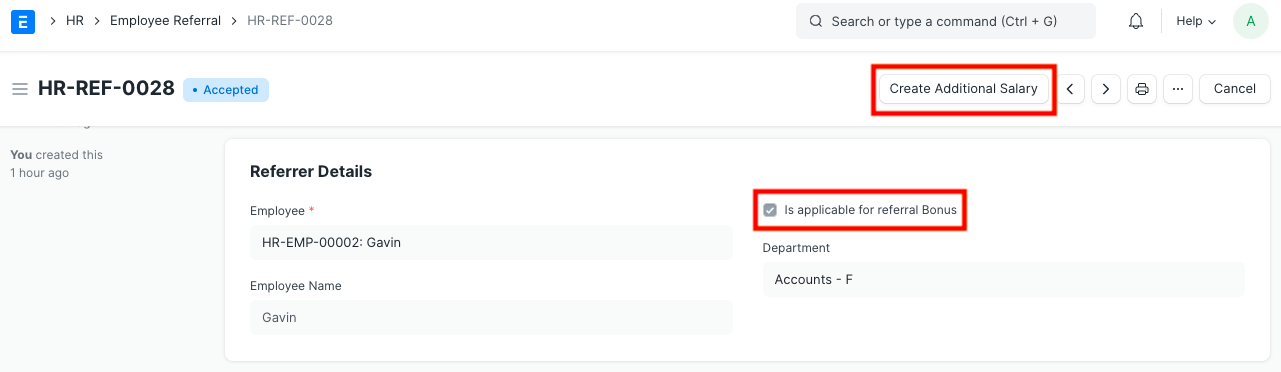 E HR Employee Referral HR-REF-0028 Search or type a command (Ctrl + G) Help A
HR-REF-0028 • Accepted Create Additional Salary ... Cancel
You created this
1 hour ago
Referrer Details
Employee *
HR-EMP-00002: Gavin
Employee Name
Gavin
Is applicable for referral Bonus
Department
Accounts - F